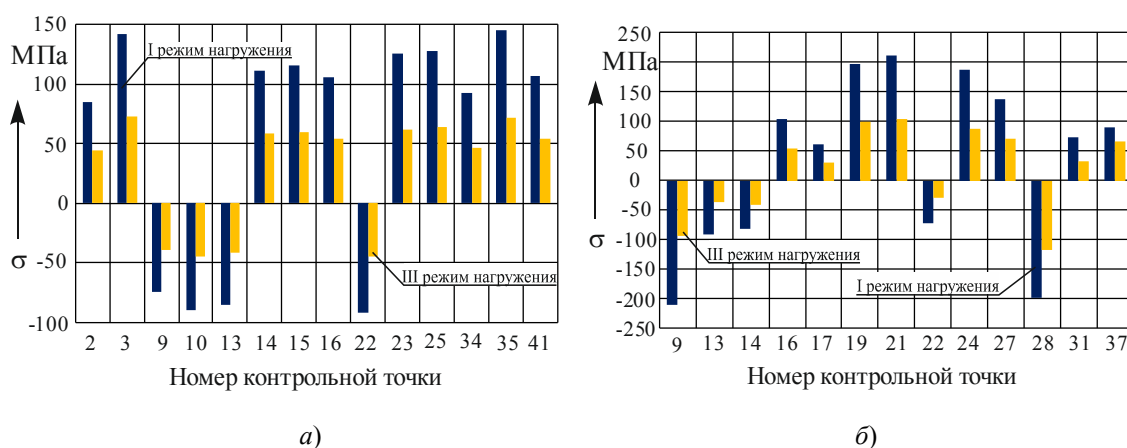 150
МПа
100
50
0
-50
σ
-100
I режим нагружения
III режим нагружения
2 3 9 10 13 14 15 16 22 23 25 34 35 41
Номер контрольной точки
а)
250
МПа
150
100
50
0
-50
-100
σ
-150
-200
-250
III режим нагружения
I режим нагружения
9 13 14 16 17 19 21 22 24 27 28 31 37
Номер контрольной точки
б)